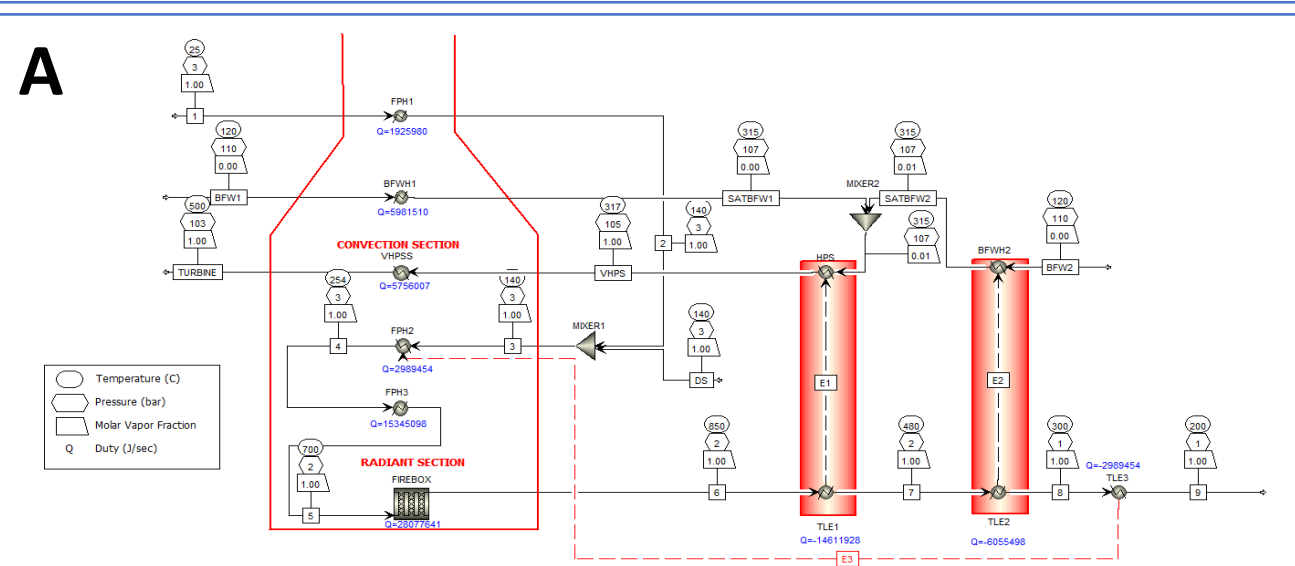 A
25
3
1.00
1
FPH1
Q=1925980
120
110
0.00
BFW1
BFWH1
Q=5981510
500
103
1.00
TURBINE
CONVECTION SECTION
VHPSS
Q=5756007
317
105
1.00
VHPS
140
3
1.00
2
315
107
0.00
SATBFW1
MIXER2
315
107
0.01
SATBFW2
315
107
0.01
120
110
0.00
BFW2
BFWH2
HPS
254
3
1.00
4
FPH2
Q=2989454
140
3
1.00
3
MIXER1
140
3
1.00
DS
E1
E2
Temperature (C)
Pressure (bar)
Molar Vapor Fraction
Q Duty (J/sec)
FPH3
Q=15345098
700
2
1.00
5
RADIANT SECTION
FIREBOX
Q=28077641
850
2
1.00
6
480
2
1.00
7
300
1
1.00
8
Q=-2989454
TLE3
200
1
1.00
9
TLE1
Q=-14611928
TLE2
Q=-6055498
E3